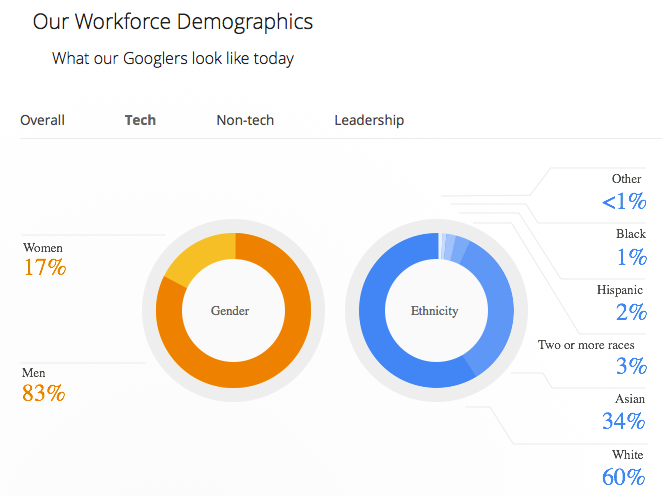 Our Workforce Demographics
What our Googlers look like today
Overall Tech Non-tech Leadership
Women
17%
Men
83%
Gender
Ethnicity
Other
<1%
Black
1%
Hispanic
2%
Two or more races
3%
Asian
34%
White
60%